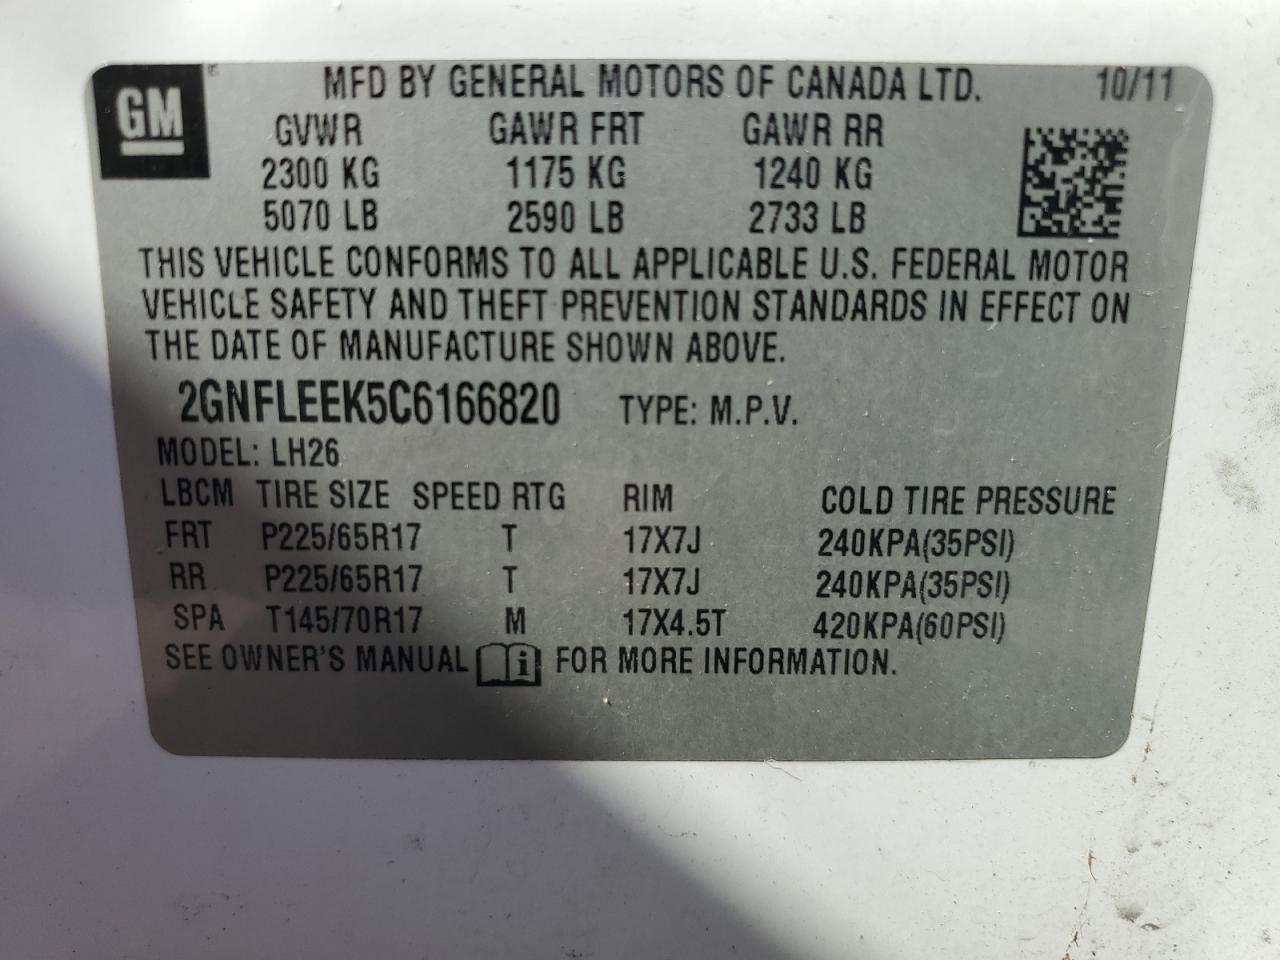 GM
MFD BY GENERAL MOTORS OF CANADA LTD. 10/11
GVWR GAWR FRT GAWR RR
2300 KG 1175 KG 1240 KG
5070 LB 2590 LB 2733 LB
THIS VEHICLE CONFORMS TO ALL APPLICABLE U.S. FEDERAL MOTOR
VEHICLE SAFETY AND THEFT PREVENTION STANDARDS IN EFFECT ON
THE DATE OF MANUFACTURE SHOWN ABOVE.
2GNFLEEK5C6166820 TYPE: M.P.V.
MODEL: LH26
LBCM TIRE SIZE SPEED RTG RIM COLD TIRE PRESSURE
FRT P225/65R17 T 17X7J 240KPA(35PSI)
RR P225/65R17 T 17X7J 240KPA(35PSI)
SPA T145/70R17 M 17X4.5T 420KPA(60PSI)
SEE OWNER'S MANUAL i FOR MORE INFORMATION.